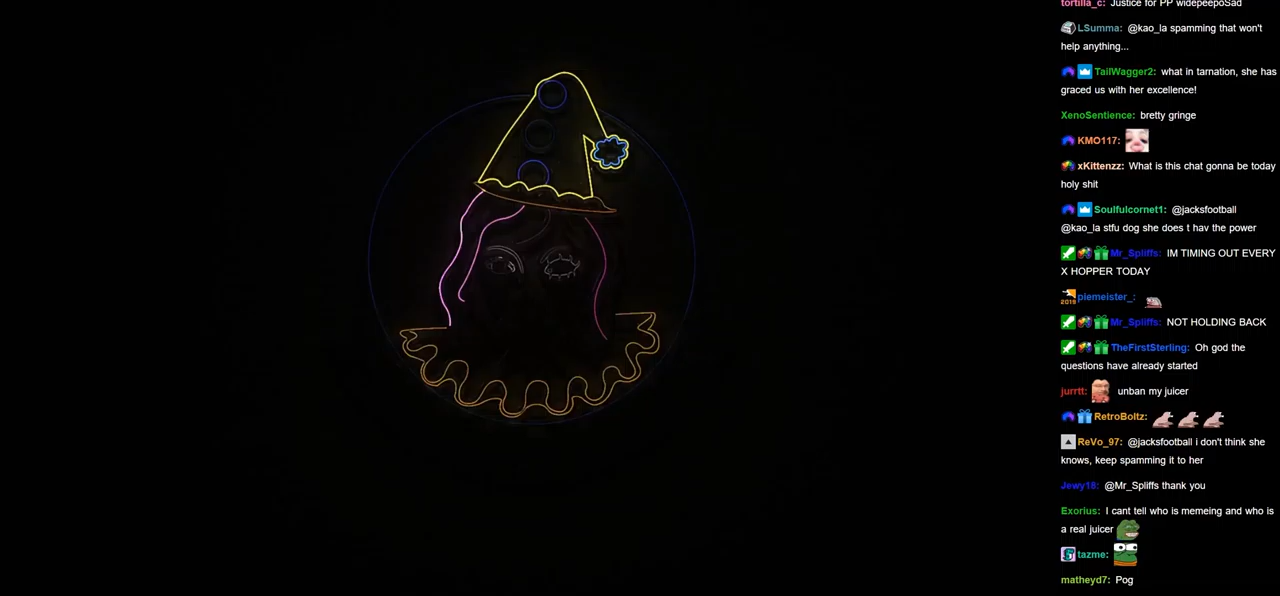 tortilla_c: Justice for PP widepeepoSad
LSumma: @kao_la spamming that won't
help anything...
TailWagger2: what in tarnation, she has
graced us with her excellence!
XenoSentience: bretty gringe
KMO117:
xKittenzz: What is this chat gonna be today
holy shit
Soulfulcornet1: @jacksfootball
@kao_la stfu dog she does t hav the power
Mr_Spliffs: IM TIMING OUT EVERY
X HOPPER TODAY
2019 piemeister_:
Mr_Spliffs: NOT HOLDING BACK
TheFirstSterling: Oh god the
questions have already started
jurrtt: unban my juicer
RetroBoltz:
ReVo_97: @jacksfootball i don't think she
knows, keep spamming it to her
Jewy18: @Mr_Spliffs thank you
Exorius: I cant tell who is memeing and who is
a real juicer
tazme:
matheyd7: Pog